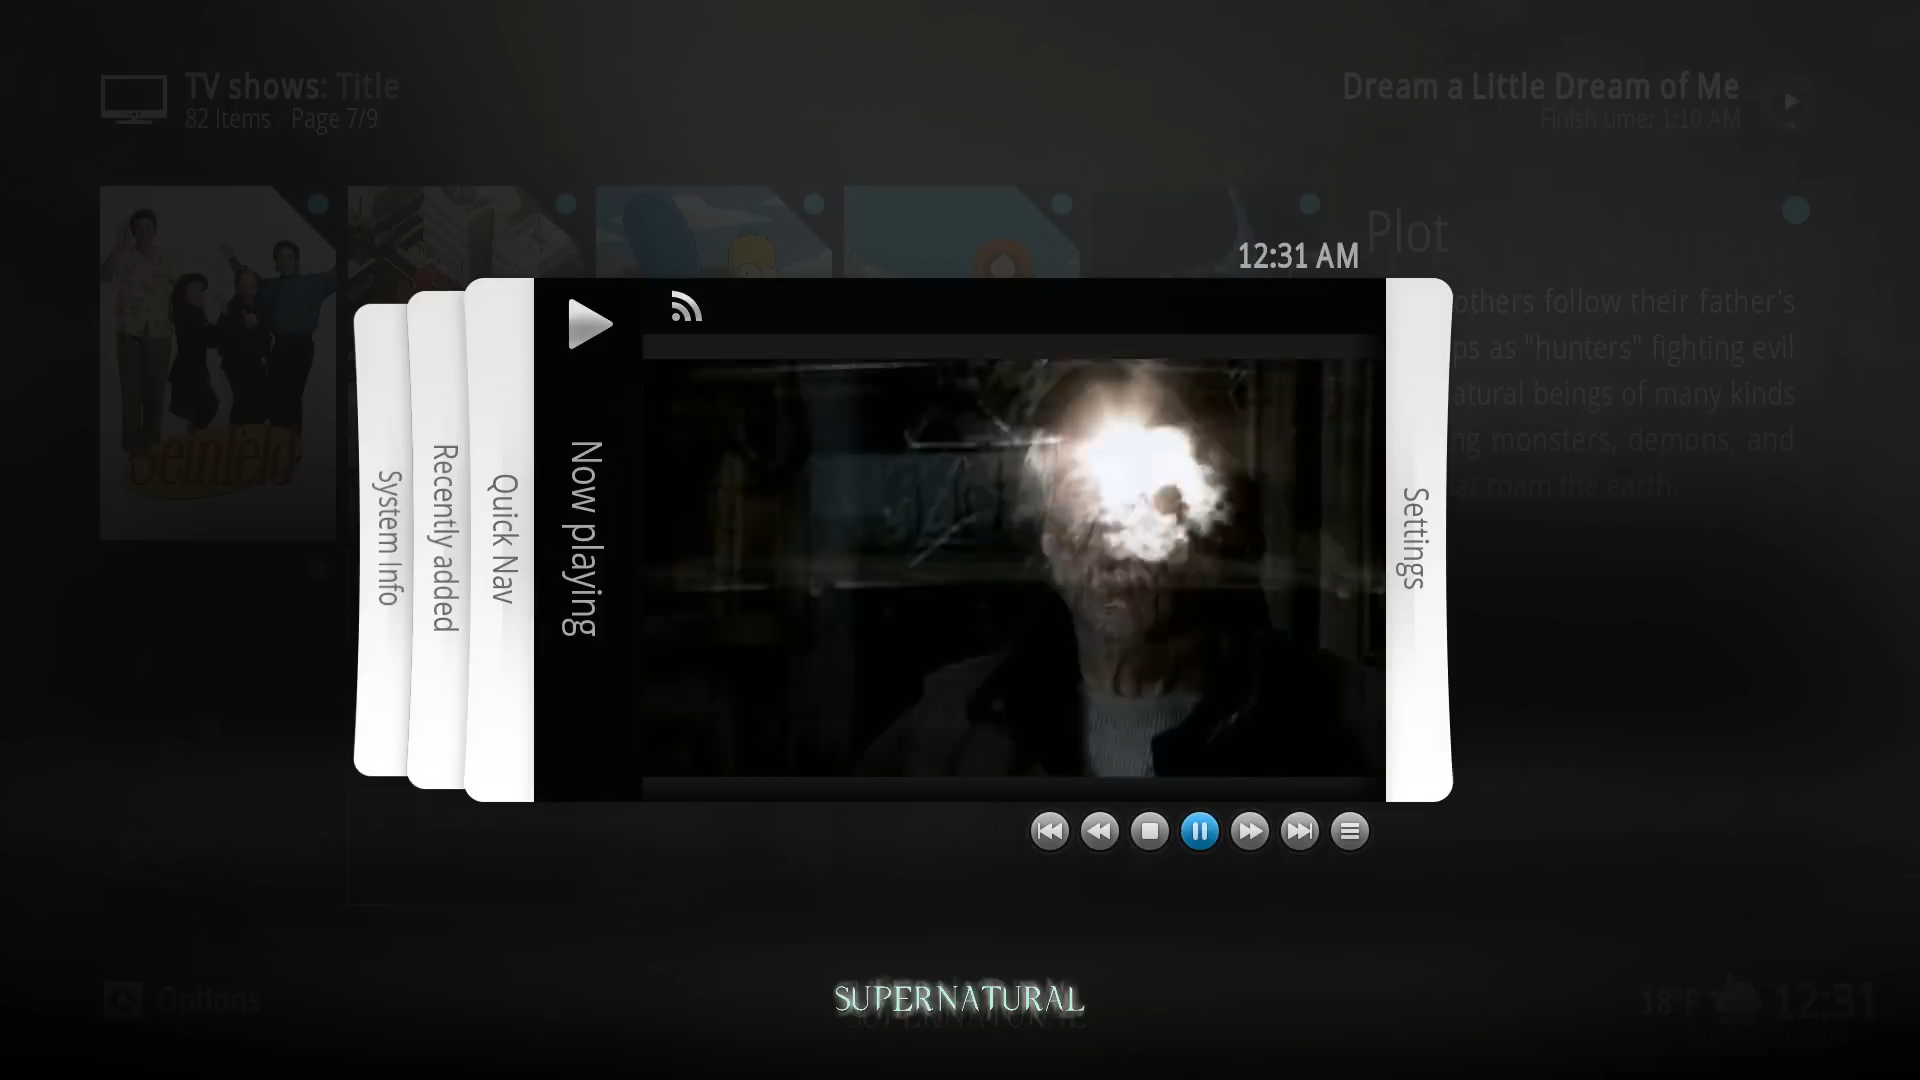 TV shows: Title
82 Items Page 7/9
Dream a Little Dream of Me
Finish time: 1:10 AM
Plot
12:31 AM
others follow their father's
ps as "hunters" fighting evil
atural beings of many kinds
ng monsters, demons, and
at roam the earth.
Seinfeld
System Info
Recently added
Quick Nav
Now playing
Settings
Options
SUPERNATURAL
18°F
12:31